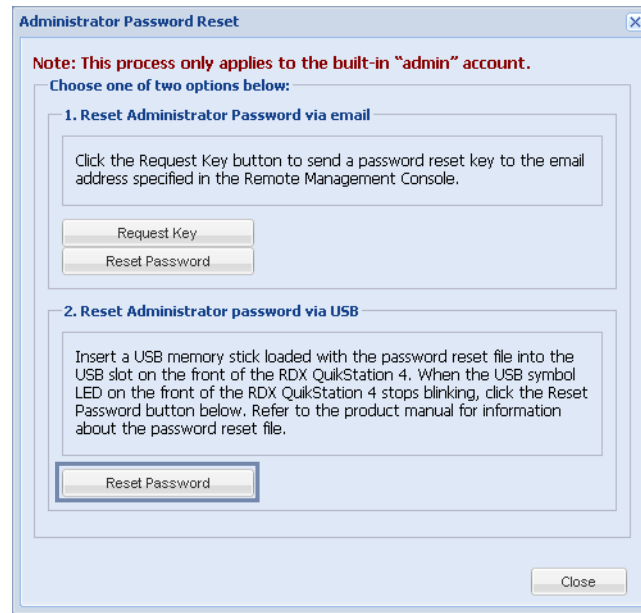 Administrator Password Reset
Note: This process only applies to the built-in “admin” account.
Choose one of two options below:
1. Reset Administrator Password via email
Click the Request Key button to send a password reset key to the email
address specified in the Remote Management Console.
Request Key
Reset Password
2. Reset Administrator password via USB
Insert a USB memory stick loaded with the password reset file into the
USB slot on the front of the RDX QuikStation 4. When the USB symbol
LED on the front of the RDX QuikStation 4 stops blinking, click the Reset
Password button below. Refer to the product manual for information
about the password reset file.
Reset Password
Close